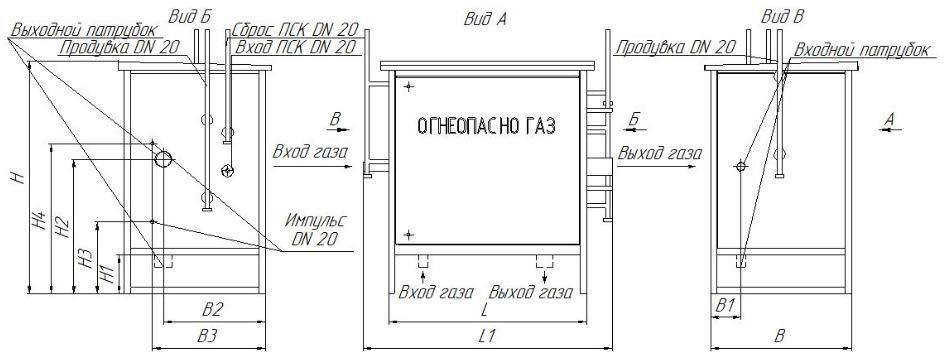 Вид Б
Выходной патрубок
Продувка DN 20
Сброс ПСК DN 20
Вход ПСК DN 20
H
H4
H2
H3
H1
Импульс
DN 20
B2
B3
Вид А
В
Вход газа
ОГНЕОПАСНО ГАЗ
Б
Выход газа
Вход газа
Выход газа
L
L1
Вид В
Продувка DN 20
Входной патрубок
А
B1
B